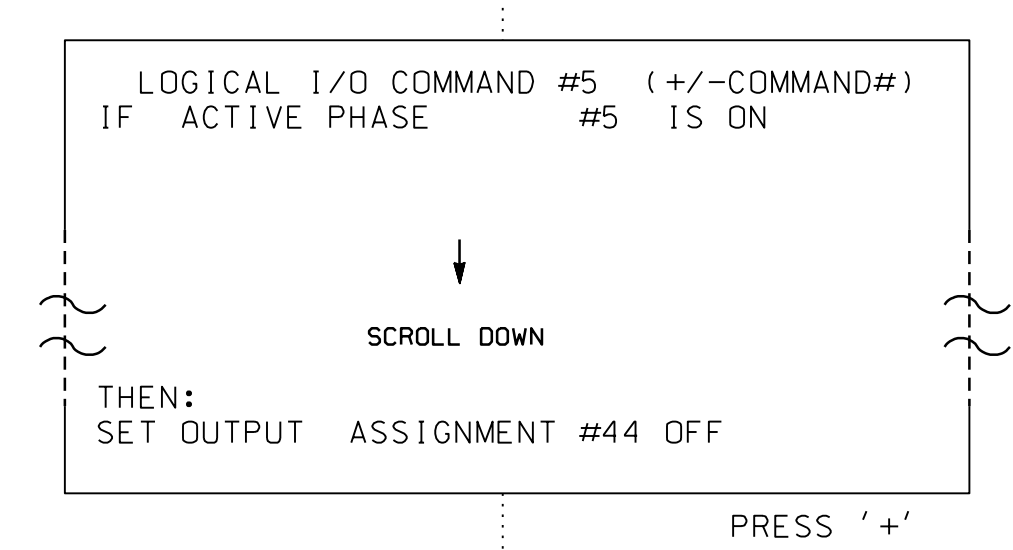 LOGICAL I/O COMMAND #5 (+/-COMMAND#)
IF ACTIVE PHASE #5 IS ON
SCROLL DOWN
THEN:
SET OUTPUT ASSIGNMENT #44 OFF
PRESS '+'